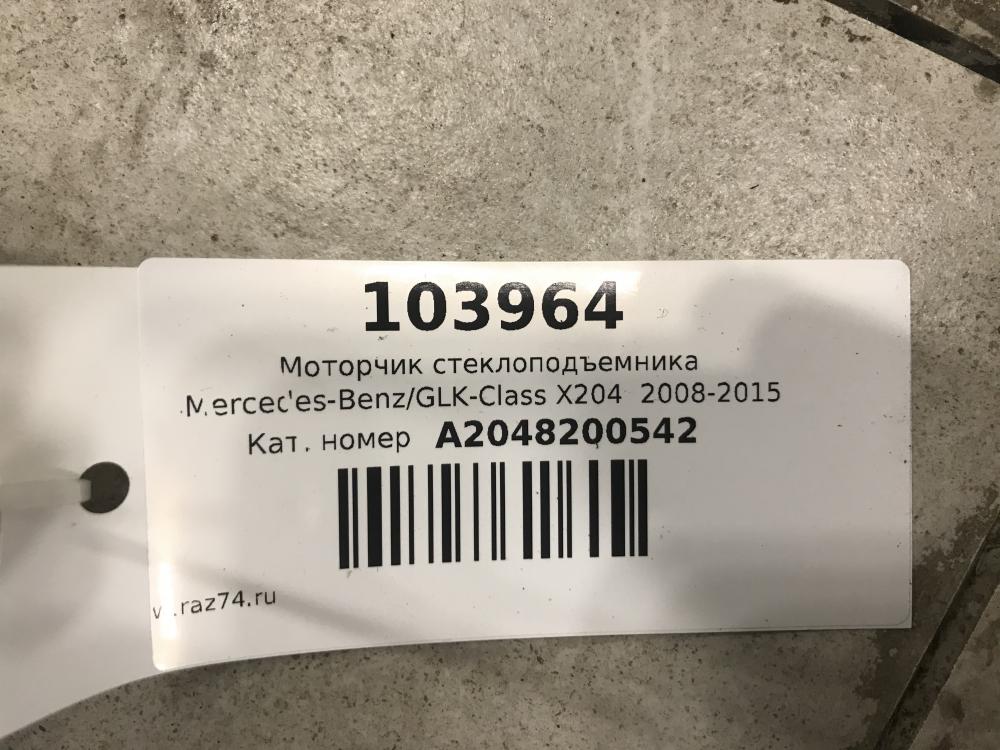 103964
Моторчик стеклоподъемника
Mercedes-Benz/GLK-Class X204 2008-2015
Кат. номер A2048200542
.raz74.ru